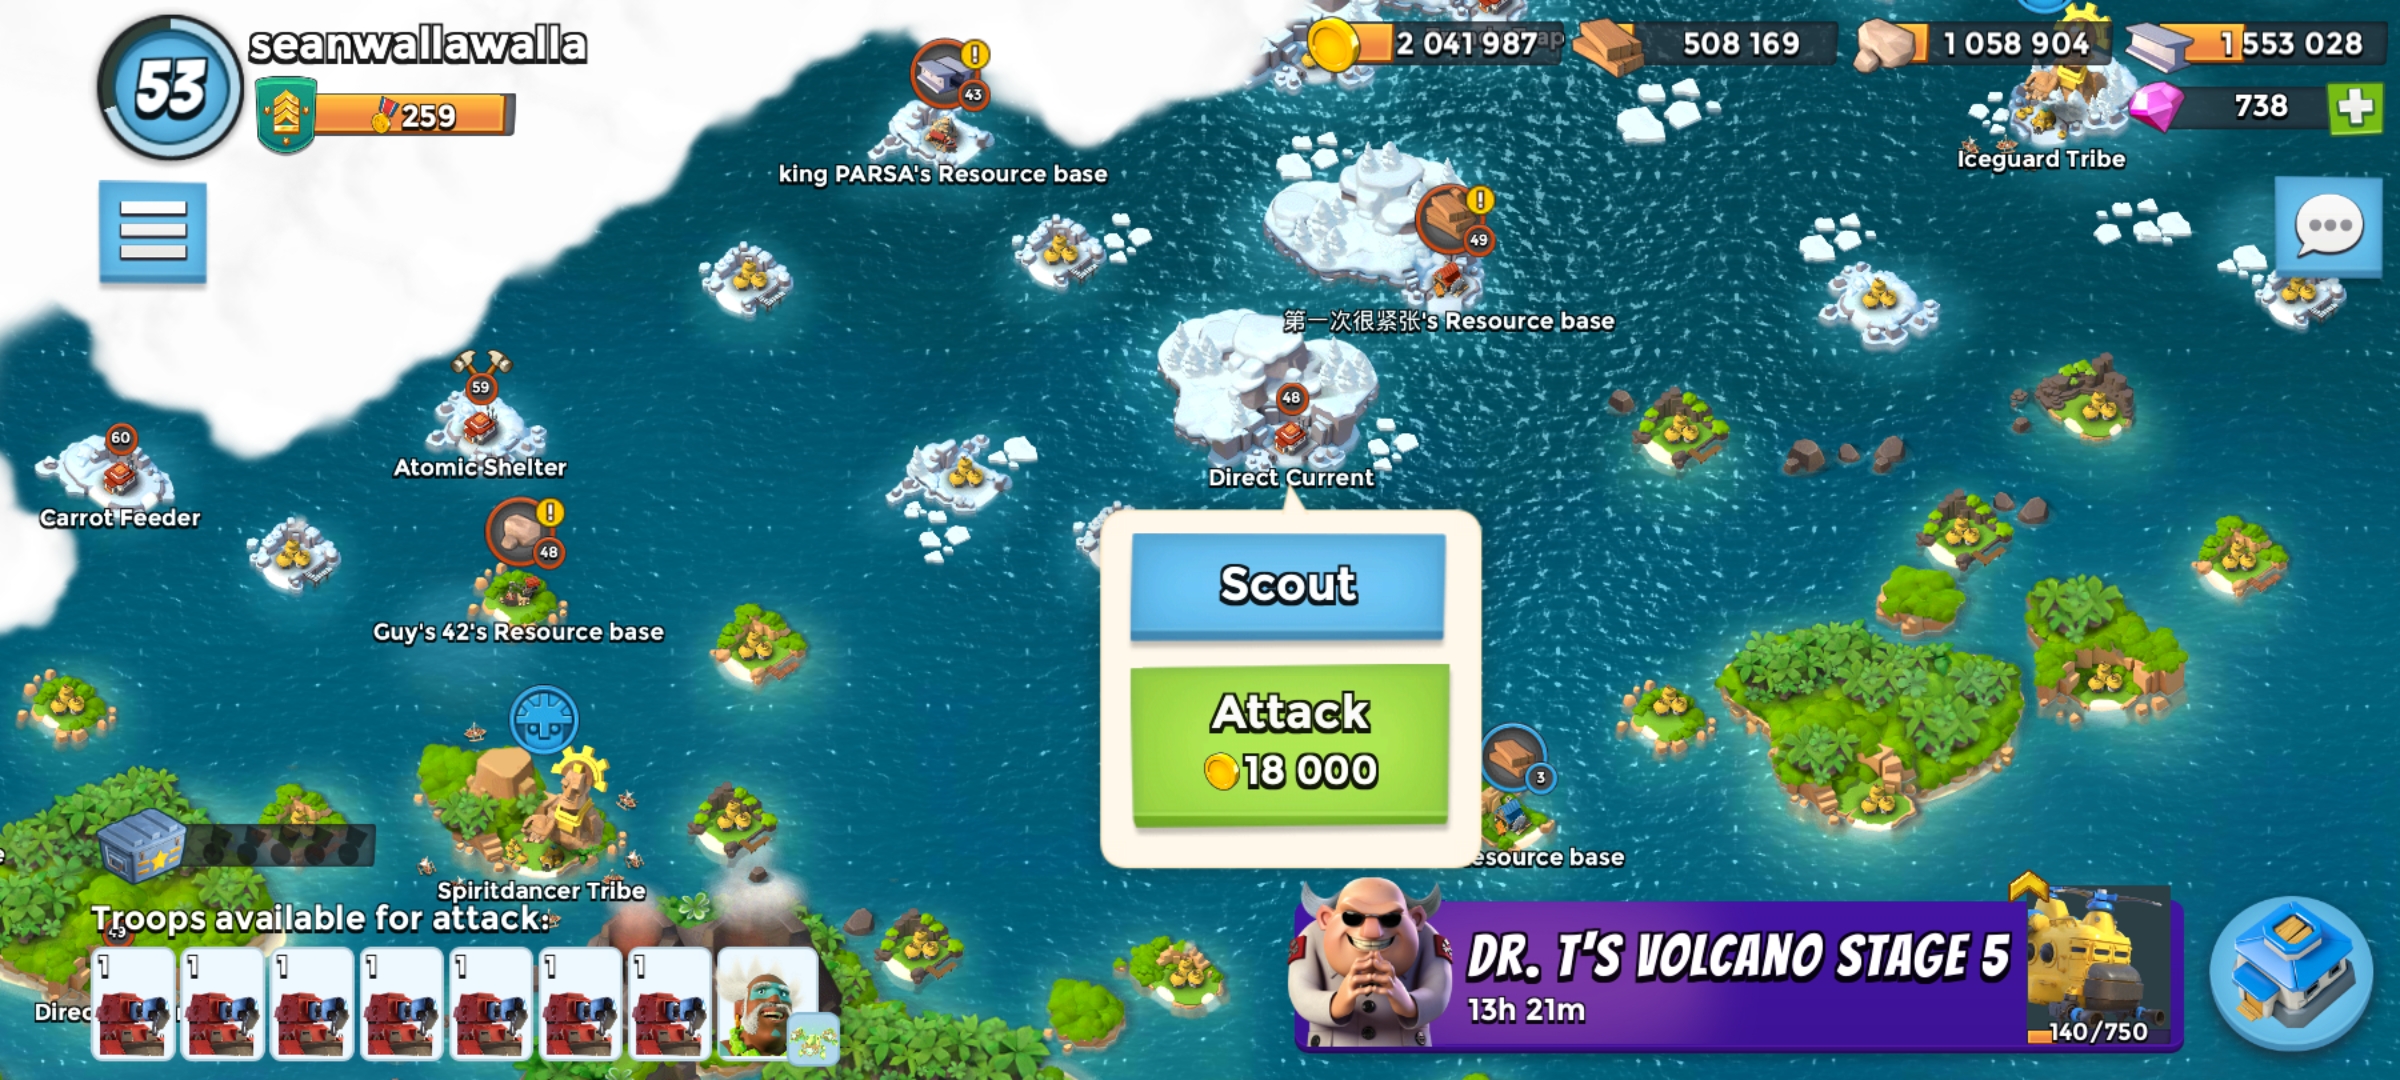 53
seanwallawalla
259
2 041 987
508 169
1 058 904
1 553 028
738
43
king PARSA's Resource base
Iceguard Tribe
49
第一次很紧张's Resource base
59
Atomic Shelter
60
Carrot Feeder
48
Direct Current
48
Guy's 42's Resource base
Scout
Attack
18 000
3
esource base
Spiritdancer Tribe
Troops available for attack:
49
1 1 1 1 1 1 1
Direc
DR. T'S VOLCANO STAGE 5
13h 21m
140/750